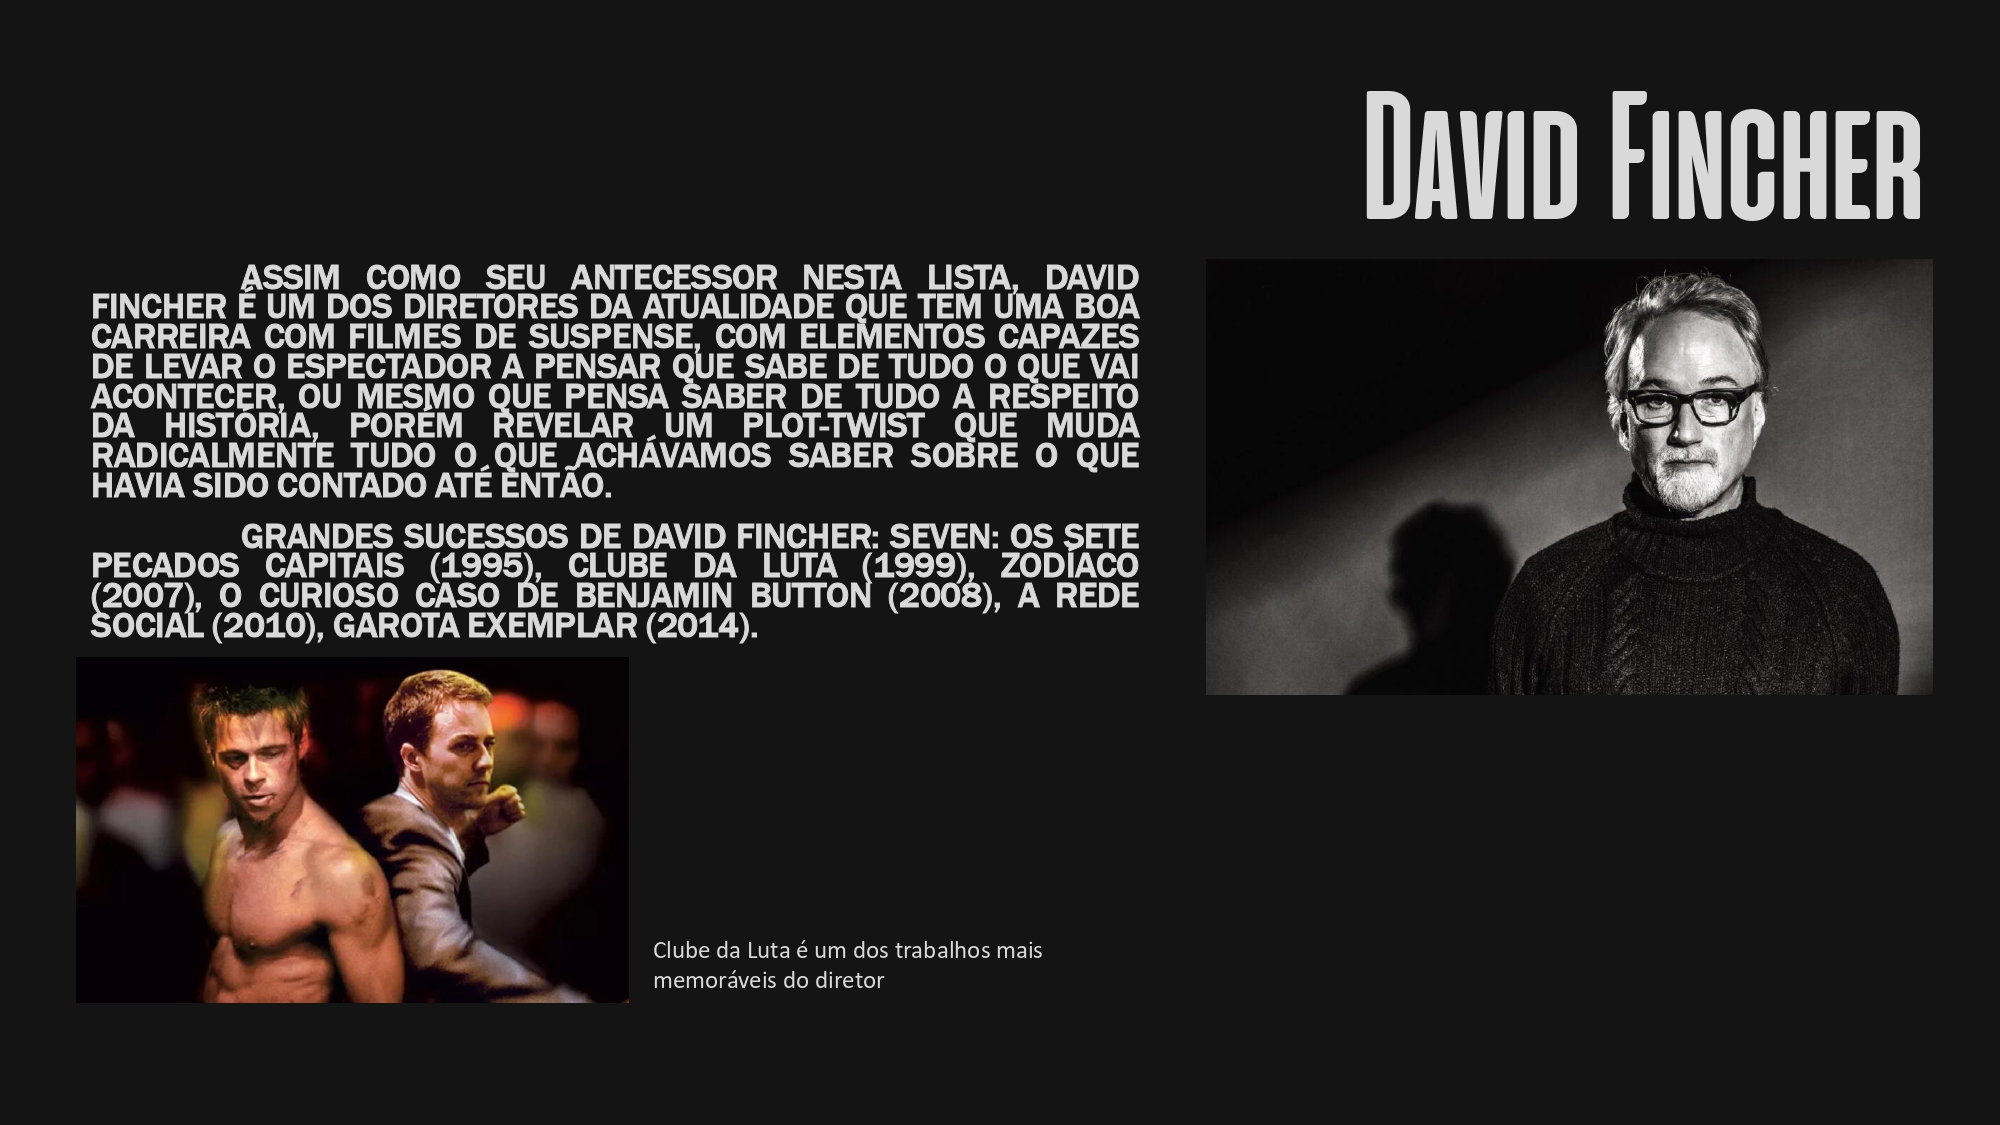 DAVID FINCHER
ASSIM COMO SEU ANTECESSOR NESTA LISTA, DAVID
FINCHER É UM DOS DIRETORES DA ATUALIDADE QUE TEM UMA BOA
CARREIRA COM FILMES DE SUSPENSE, COM ELEMENTOS CAPAZES
DE LEVAR O ESPECTADOR A PENSAR QUE SABE DE TUDO O QUE VAI
ACONTECER, OU MESMO QUE PENSA SABER DE TUDO A RESPEITO
DA HISTÓRIA, PORÉM REVELAR UM PLOT-TWIST QUE MUDA
RADICALMENTE TUDO O QUE ACHÁVAMOS SABER SOBRE O QUE
HAVIA SIDO CONTADO ATÉ ENTÃO.
GRANDES SUCESSOS DE DAVID FINCHER: SEVEN: OS SETE
PECADOS CAPITAIS (1995), CLUBE DA LUTA (1999), ZODÍACO
(2007), O CURIOSO CASO DE BENJAMIN BUTTON (2008), A REDE
SOCIAL (2010), GAROTA EXEMPLAR (2014).
Clube da Luta é um dos trabalhos mais
memoráveis do diretor